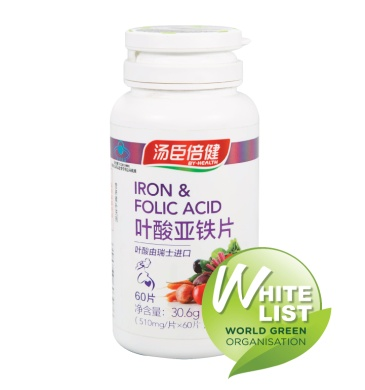 汤臣倍健
BY-HEALTH
IRON &
FOLIC ACID
叶酸亚铁片
叶酸由瑞士进口
60片
净含量: 30.6g
(510mg/片×60片
WHITE
LIST
WORLD GREEN
ORGANISATION